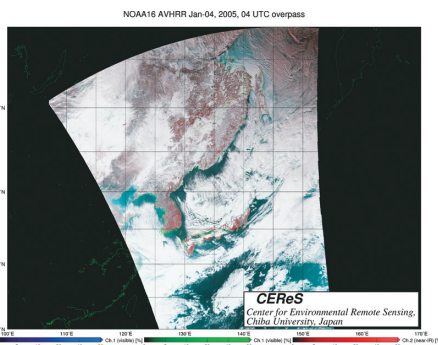 NOAA16 AVHRR Jan-04, 2005, 04 UTC overpass
N
N
N
N
CEReS
Center for Environmental Remote Sensing,
Chiba University, Japan
100°E 110°E 120°E 130°E 140°E 150°E 160°E 170°E
Ch.1 (visible) [%] Ch.1 (visible) [%] Ch.2 (near-IR) [